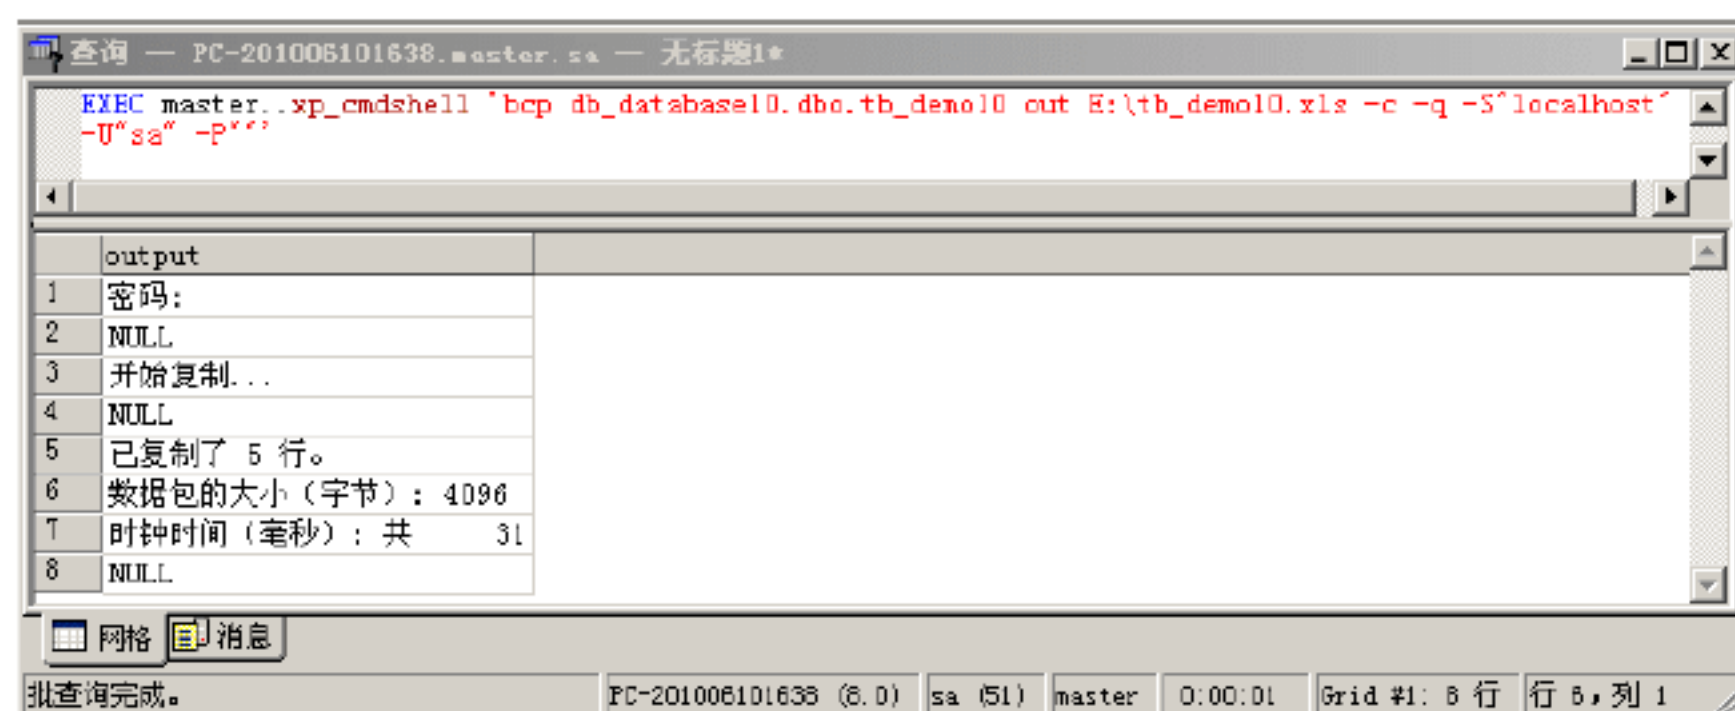 查询 — PC-201006101638.master.sa — 无标题1*
EXEC master..xp_cmdshell 'bcp db_database10.dbo.tb_demo10 out E:\tb_demo10.xls -c -q -S"localhost"
-U"sa" -P""'
output
1 密码:
2 NULL
3 开始复制...
4 NULL
5 已复制了 5 行。
6 数据包的大小（字节）: 4096
7 时钟时间（毫秒）: 共 31
8 NULL
网格 消息
批查询完成。 PC-201006101638 (8.0) sa (51) master 0:00:01 Grid #1: 8 行 行 6, 列 1